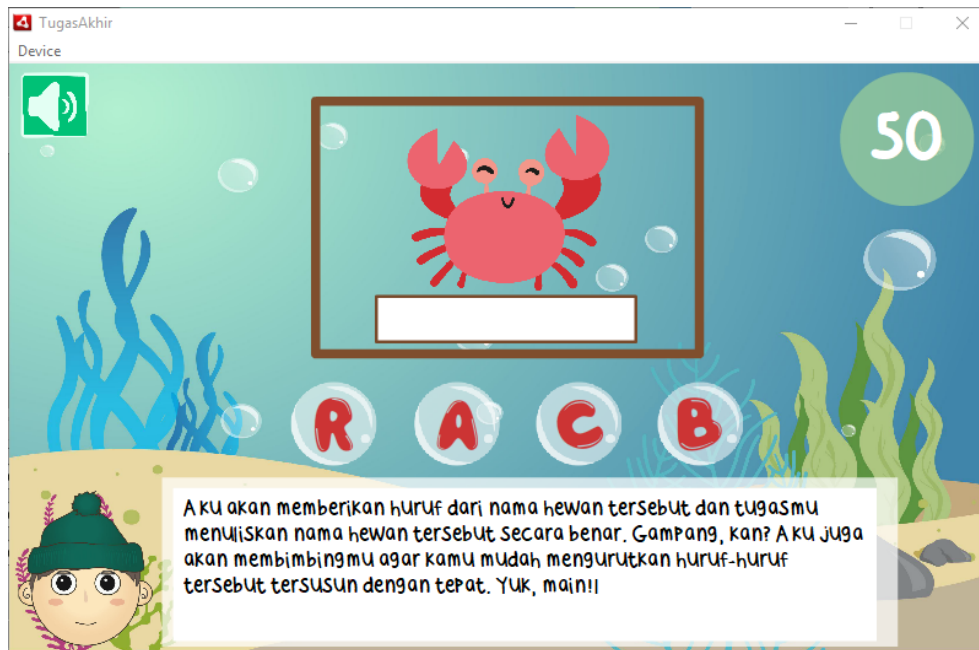 TugasAkhir
Device
50
R A C B
Aku akan memberikan huruf dari nama hewan tersebut dan tugasmu
menuliskan nama hewan tersebut secara benar. Gampang, kan? Aku juga
akan membimbingmu agar kamu mudah mengurutkan huruf-huruf
tersebut tersusun dengan tepat. Yuk, main!|